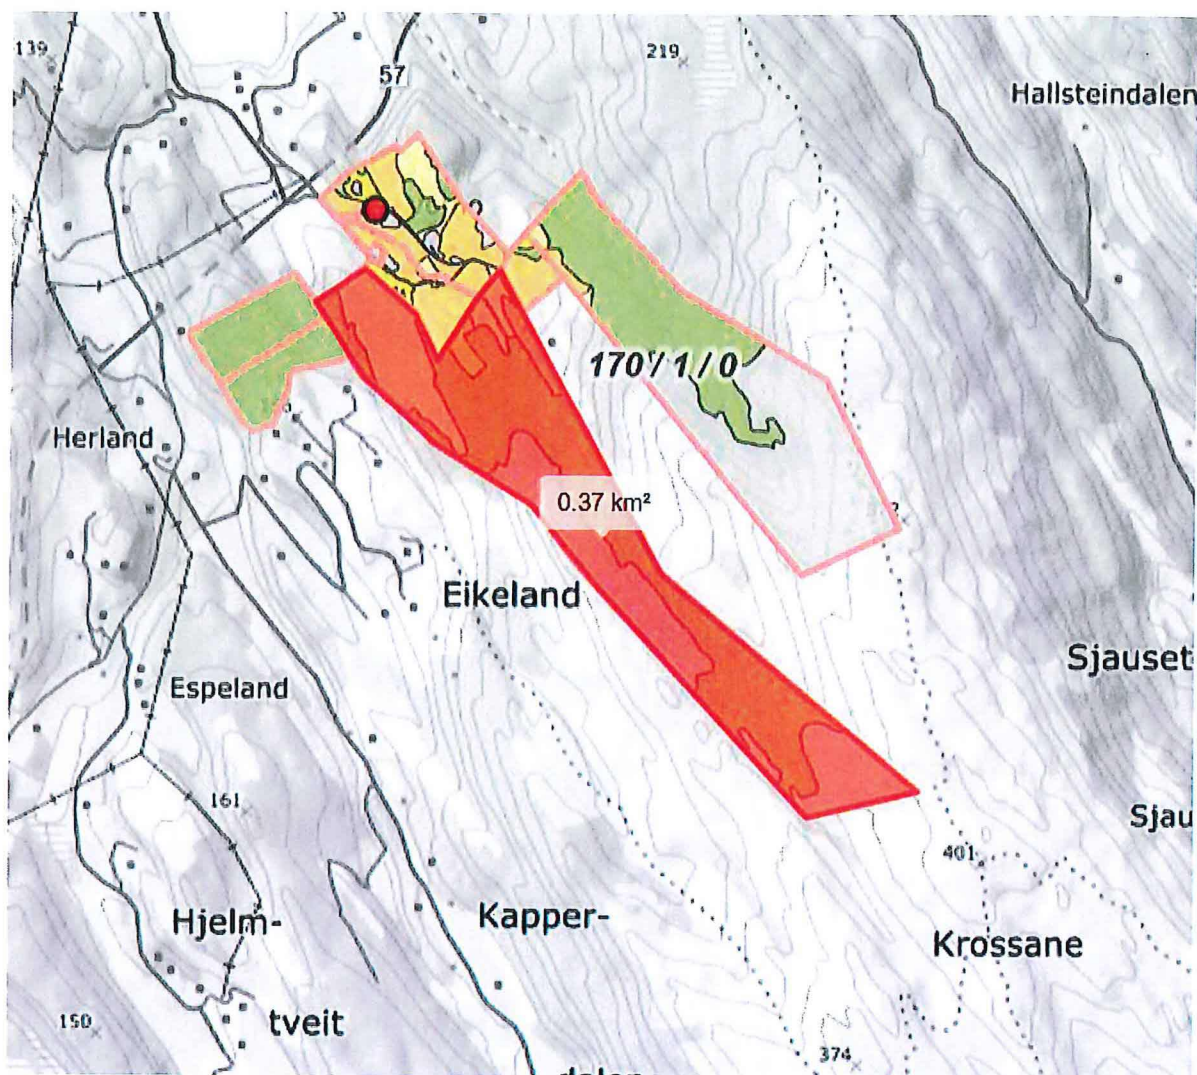 139
57
219
Hallsteindalen
170 / 1 / 0
Herland
0.37 km²
Eikeland
Sjauset
Espeland
161
Sjau
401
Hjelm-
Kapper-
Krossane
150
tveit
374